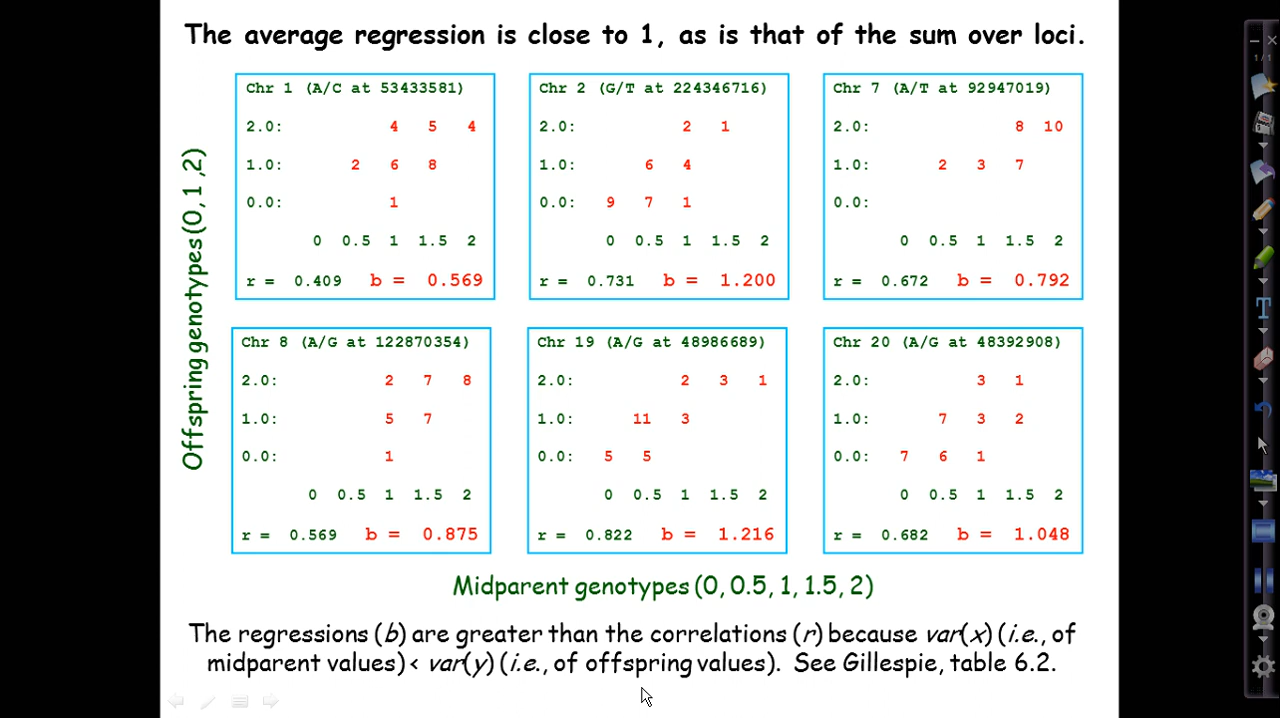 The average regression is close to 1, as is that of the sum over loci.
Offspring genotypes (0, 1 ,2)
Chr 1 (A/C at 53433581)
2.0: 4 5 4
1.0: 2 6 8
0.0: 1
0 0.5 1 1.5 2
r = 0.409 b = 0.569
Chr 2 (G/T at 224346716)
2.0: 2 1
1.0: 6 4
0.0: 9 7 1
0 0.5 1 1.5 2
r = 0.731 b = 1.200
Chr 7 (A/T at 92947019)
2.0: 8 10
1.0: 2 3 7
0.0:
0 0.5 1 1.5 2
r = 0.672 b = 0.792
Chr 8 (A/G at 122870354)
2.0: 2 7 8
1.0: 5 7
0.0: 1
0 0.5 1 1.5 2
r = 0.569 b = 0.875
Chr 19 (A/G at 48986689)
2.0: 2 3 1
1.0: 11 3
0.0: 5 5
0 0.5 1 1.5 2
r = 0.822 b = 1.216
Chr 20 (A/G at 48392908)
2.0: 3 1
1.0: 7 3 2
0.0: 7 6 1
0 0.5 1 1.5 2
r = 0.682 b = 1.048
Midparent genotypes (0, 0.5, 1, 1.5, 2)
The regressions (b) are greater than the correlations (r) because var(x) (i.e., of
midparent values) < var(y) (i.e., of offspring values). See Gillespie, table 6.2.
1/1